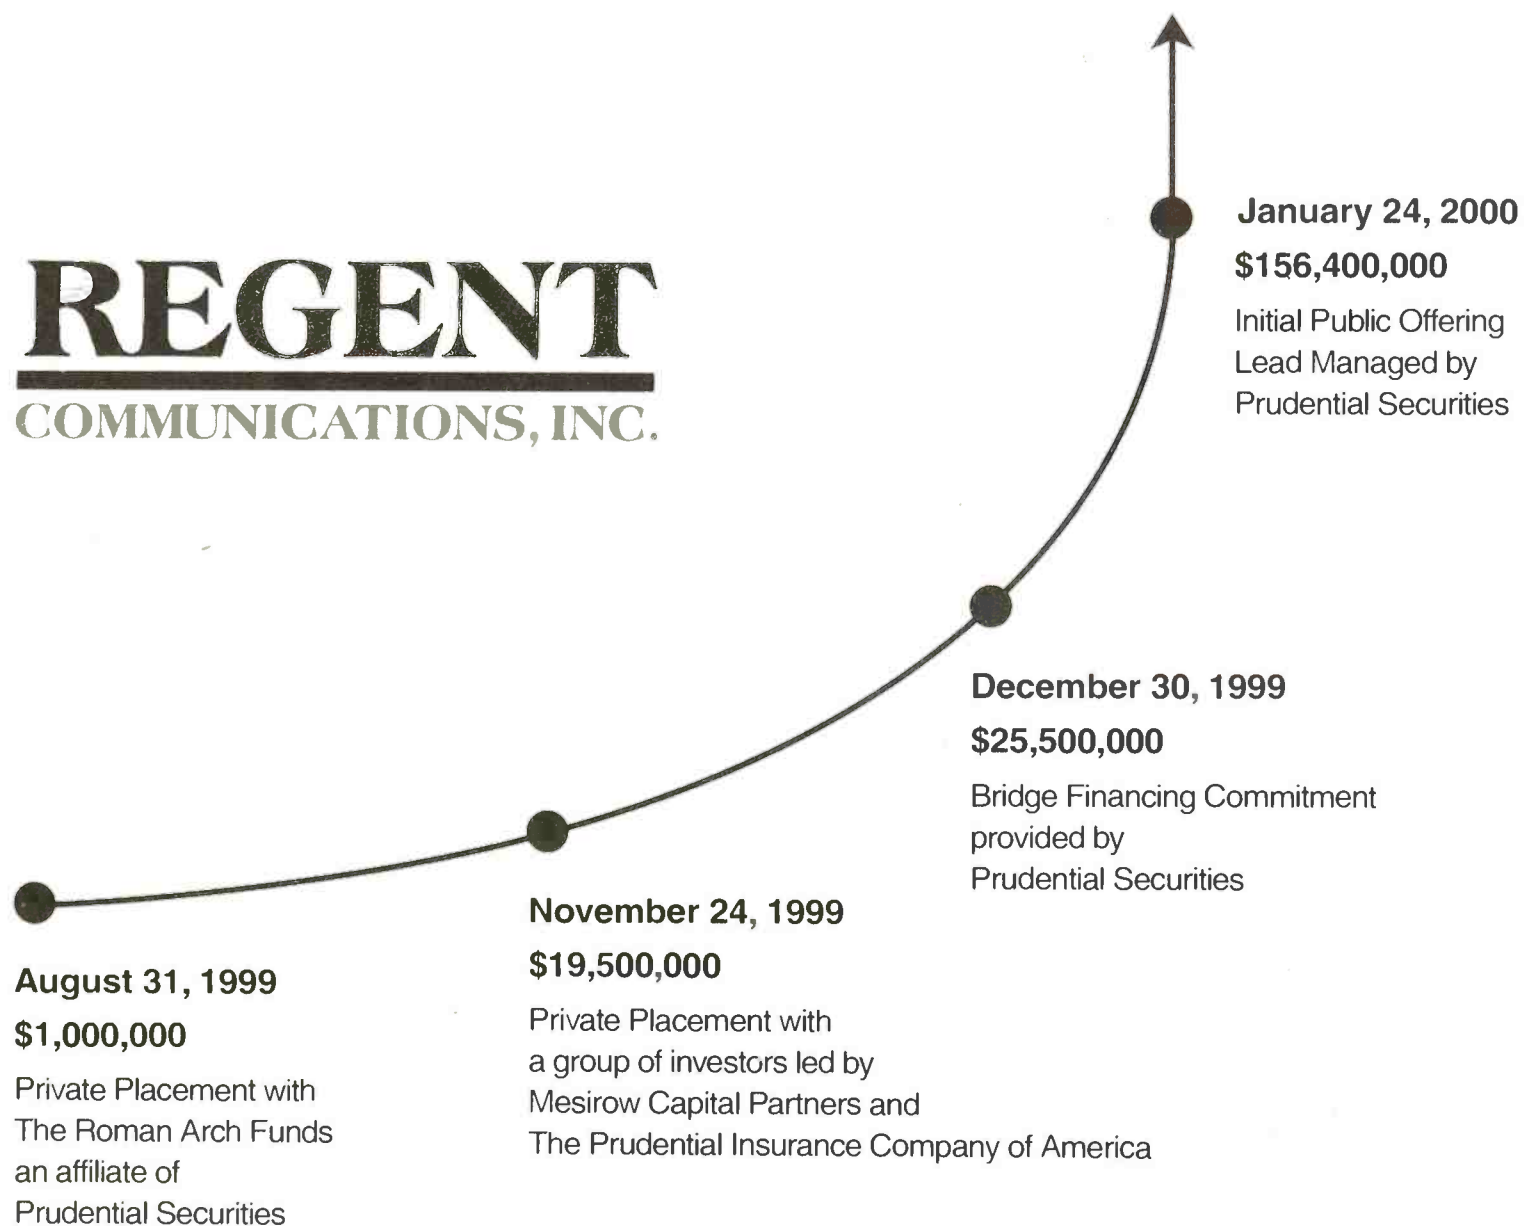 REGENT
COMMUNICATIONS, INC.
January 24, 2000
$156,400,000
Initial Public Offering
Lead Managed by
Prudential Securities
December 30, 1999
$25,500,000
Bridge Financing Commitment
provided by
Prudential Securities
November 24, 1999
$19,500,000
Private Placement with
a group of investors led by
Mesirow Capital Partners and
The Prudential Insurance Company of America
August 31, 1999
$1,000,000
Private Placement with
The Roman Arch Funds
an affiliate of
Prudential Securities